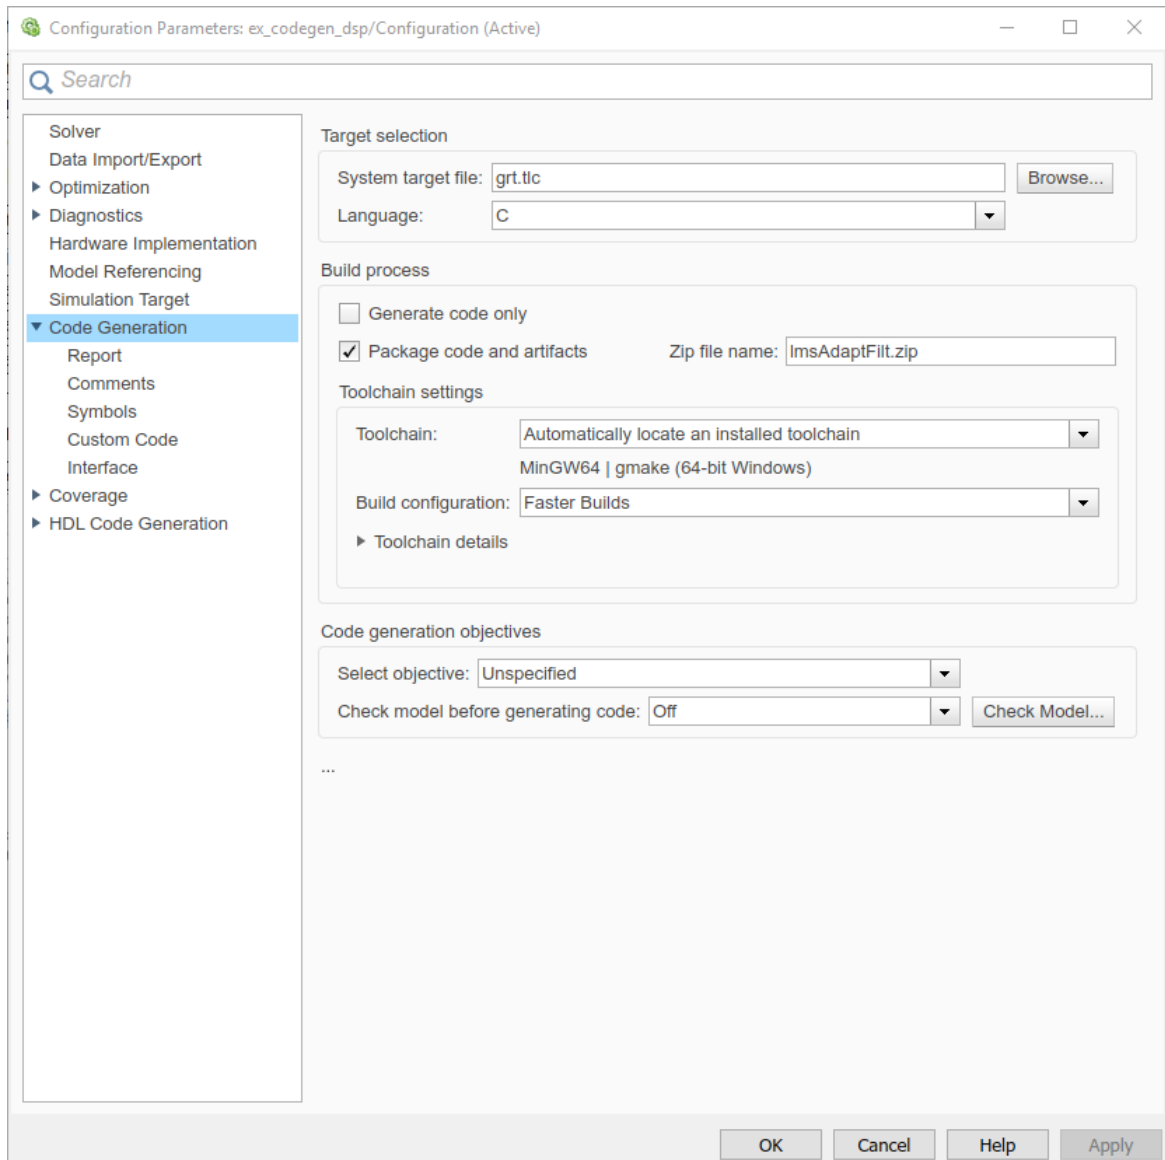 Configuration Parameters: ex_codegen_dsp/Configuration (Active)
Search
Solver
Data Import/Export
Optimization
Diagnostics
Hardware Implementation
Model Referencing
Simulation Target
Code Generation
Report
Comments
Symbols
Custom Code
Interface
Coverage
HDL Code Generation
Target selection
System target file: grt.tlc Browse...
Language: C
Build process
Generate code only
Package code and artifacts Zip file name: lmsAdaptFilt.zip
Toolchain settings
Toolchain: Automatically locate an installed toolchain
MinGW64 | gmake (64-bit Windows)
Build configuration: Faster Builds
Toolchain details
Code generation objectives
Select objective: Unspecified
Check model before generating code: Off Check Model...
...
OK Cancel Help Apply